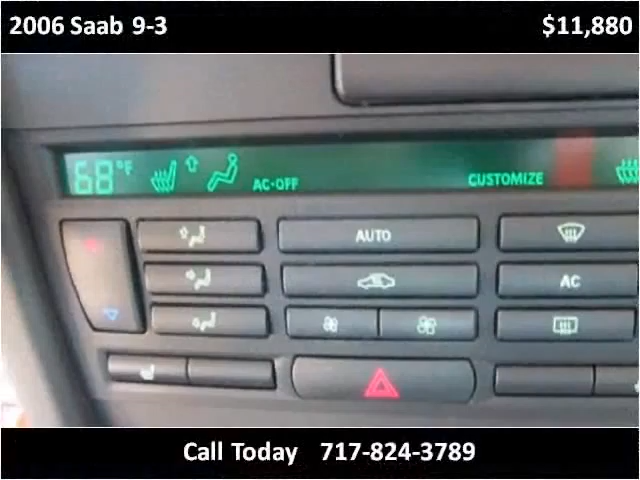 2006 Saab 9-3 $11,880
68°F AC-OFF CUSTOMIZE
AUTO
AC
Call Today 717-824-3789